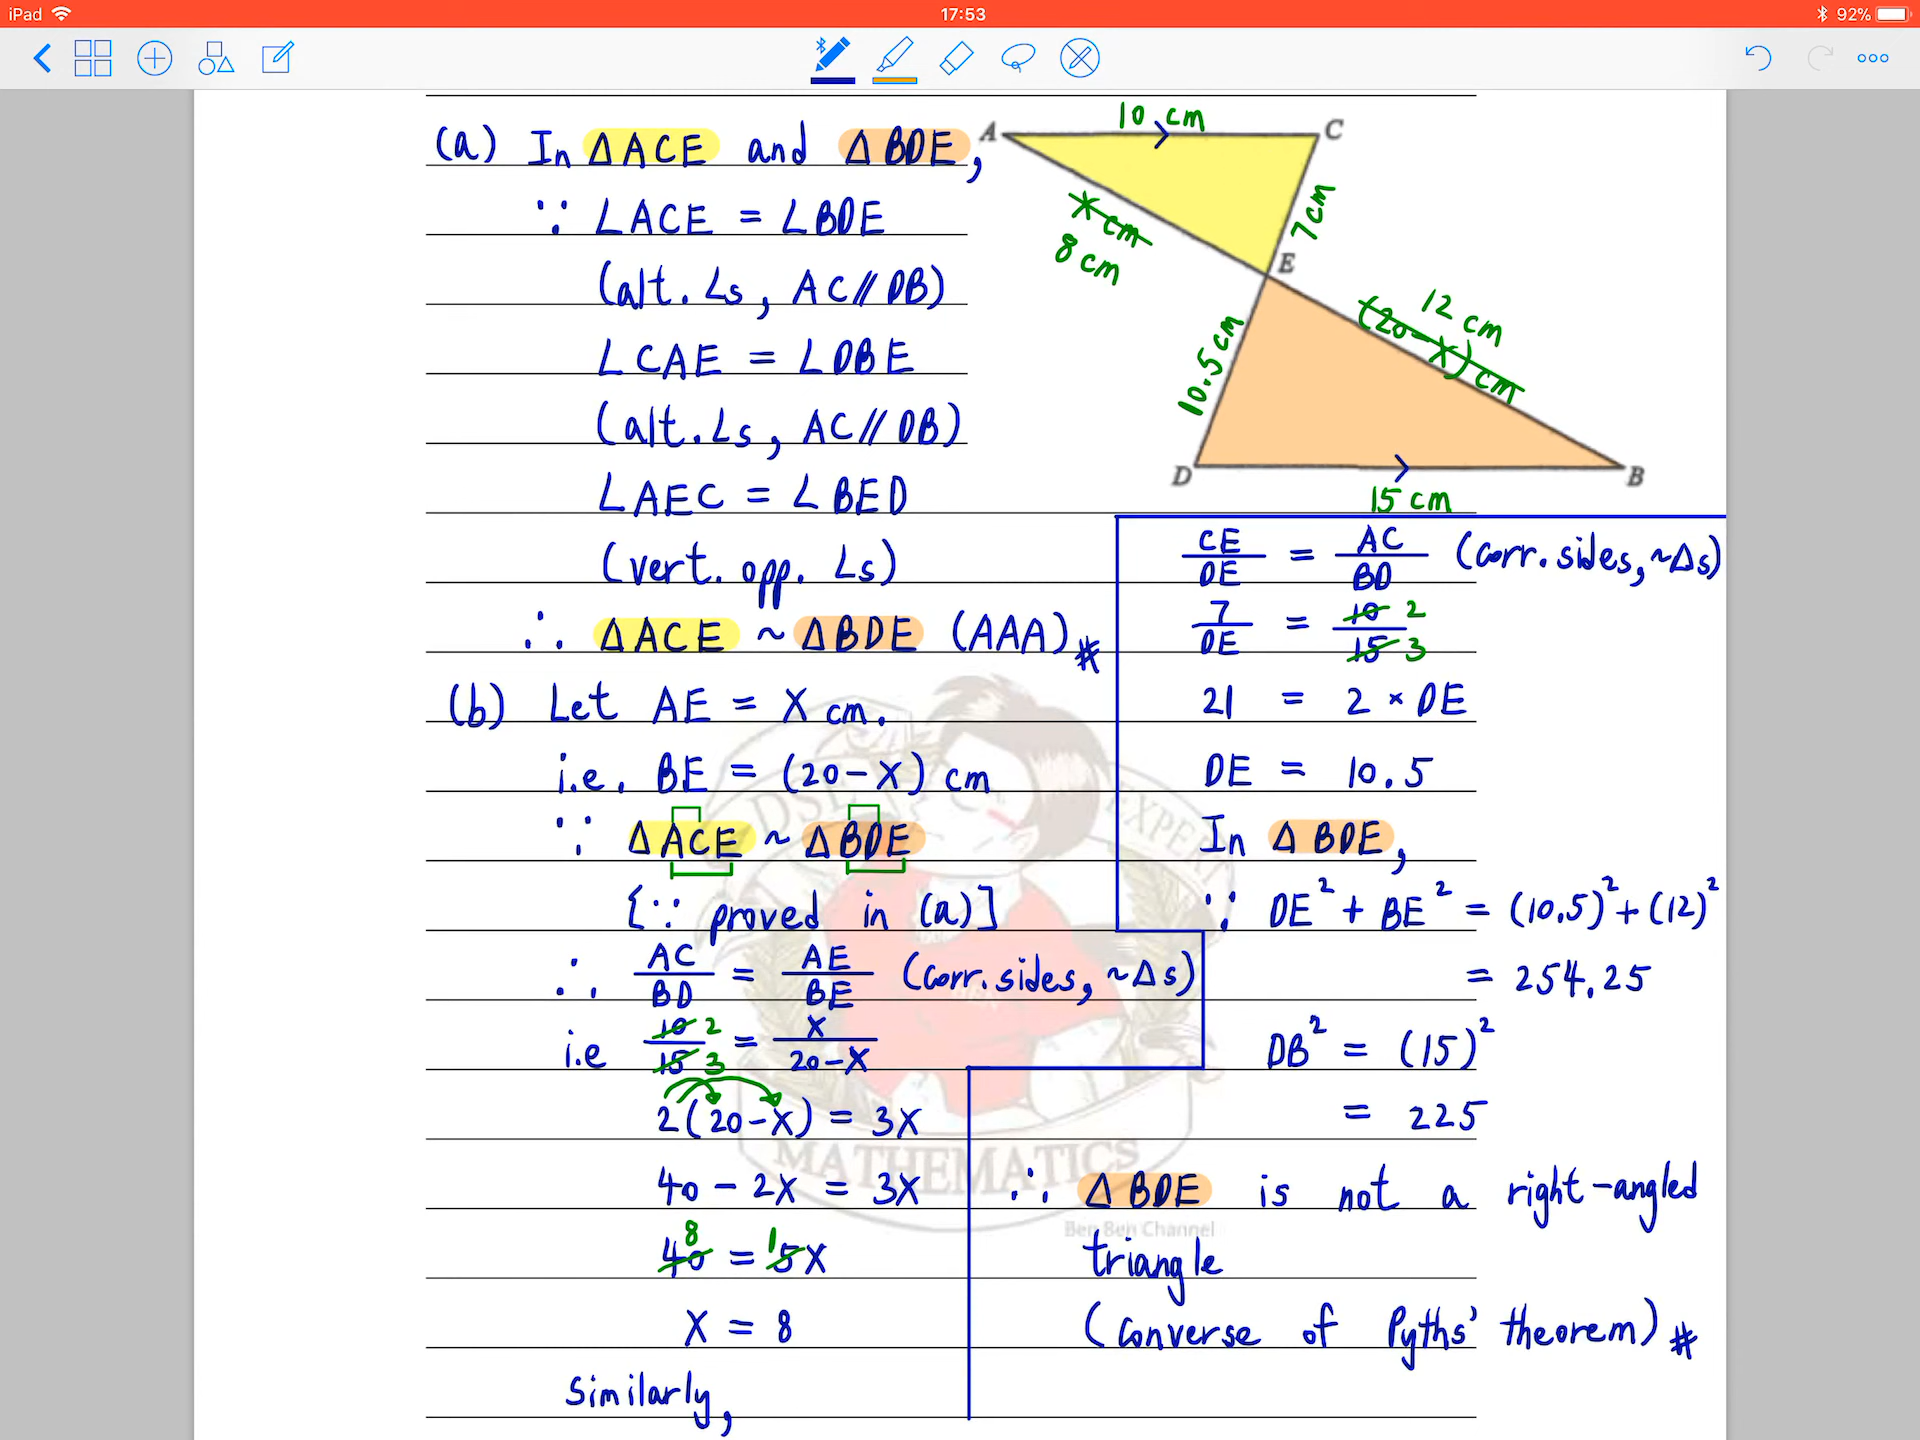 iPad 17:53 92%
(a) In ΔACE and ΔBDE,
∵ ∠ACE = ∠BDE
(alt. ∠s, AC//DB)
∠CAE = ∠DBE
(alt. ∠s, AC//DB)
∠AEC = ∠BED
(vert. opp. ∠s)
∴ ΔACE ~ ΔBDE (AAA) #
(b) Let AE = x cm.
i.e. BE = (20-x) cm
∵ ΔACE ~ ΔBDE
[∵ proved in (a)]
∴ AC/BD = AE/BE (corr. sides, ~Δs)
i.e 10/15 2/3 = x/20-x
2(20-x) = 3x
40 - 2x = 3x
40 8 = 5 1 x
x = 8
Similarly,
A
10 cm
C
x cm
8 cm
7cm
E
12 cm
(20-x) cm
10.5 cm
D
B
15 cm
CE/DE = AC/BD (corr. sides, ~Δs)
7/DE = 10/15 2/3
21 = 2 × DE
DE = 10.5
In ΔBDE,
∵ DE² + BE² = (10.5)² + (12)²
= 254.25
DB² = (15)²
= 225
∴ ΔBDE is not a right-angled
triangle
(converse of Pyths' theorem) #
DSE
EXPERT
MATHEMATICS
Ben Ben Channel